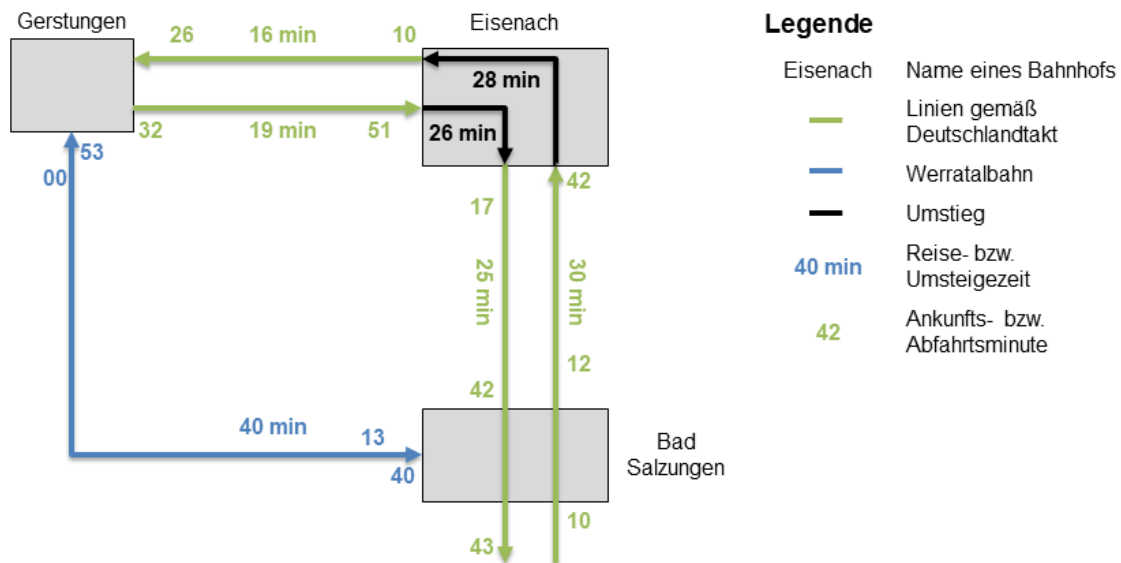 Gerstungen
Eisenach
26
16 min
10
28 min
32
19 min
51
26 min
53
00
17
42
25 min
30 min
42
12
40 min
13
40
Bad
Salzungen
43
10
Legende
Eisenach
Name eines Bahnhofs
Linien gemäß
Deutschlandtakt
Werratalbahn
Umstieg
40 min
Reise- bzw.
Umsteigezeit
42
Ankunfts- bzw.
Abfahrtsminute